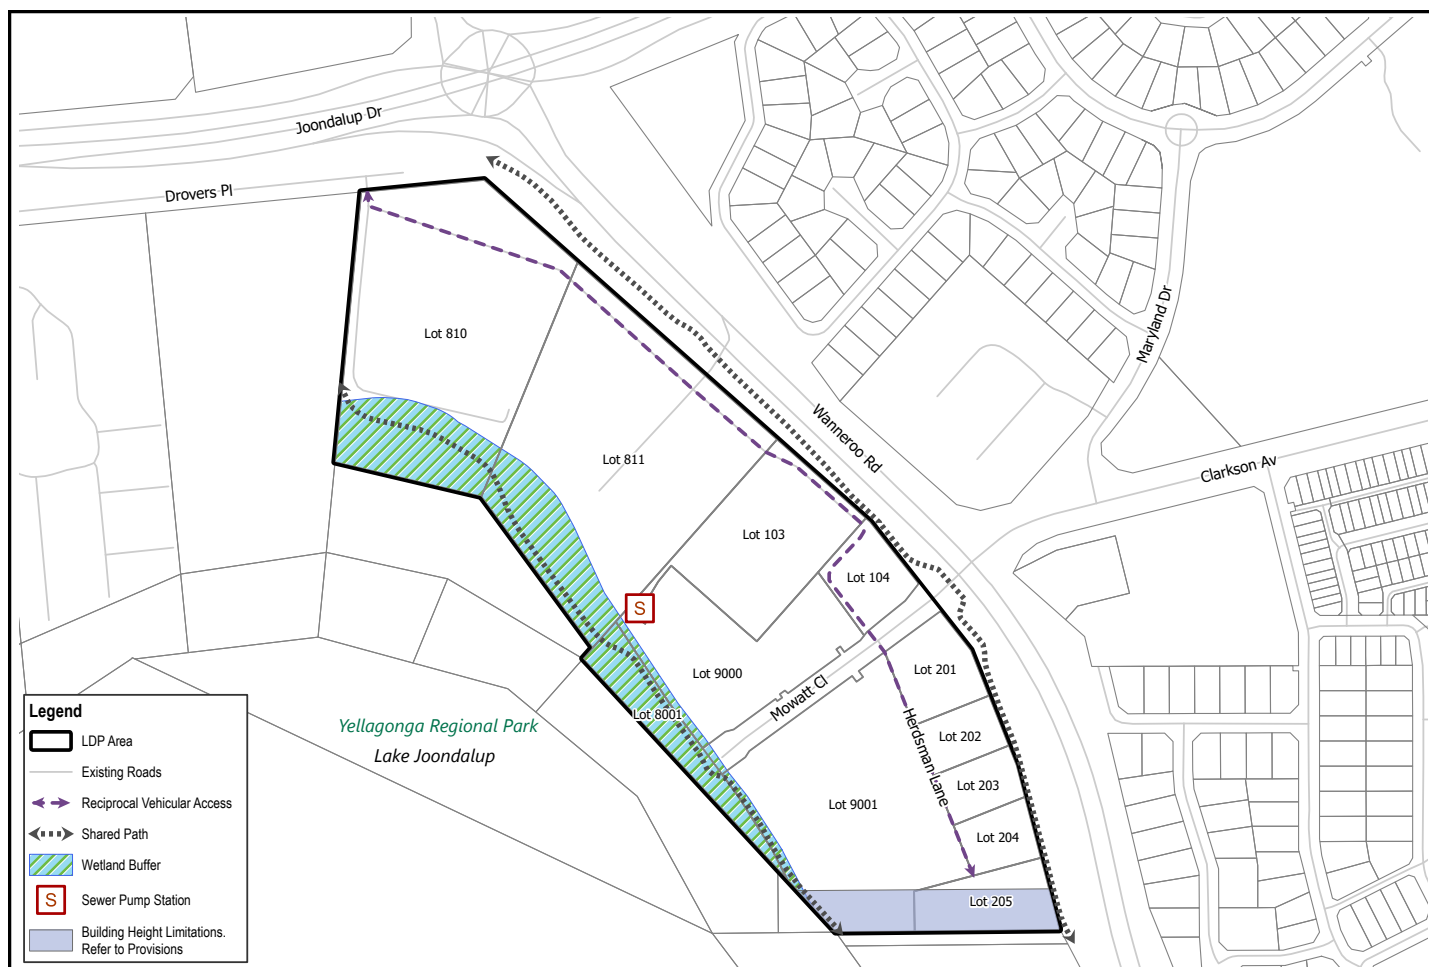 Joondalup Dr
Drovers Pl
Lot 810
Maryland Dr
Wanneroo Rd
Lot 811
Clarkson Av
Lot 103
Lot 104
S
Lot 9000
Lot 201
Mowatt Cl
Lot 8001
Herdsman Lane
Lot 202
Yellagonga Regional Park
Lake Joondalup
Lot 203
Lot 9001
Lot 204
Lot 205
Legend
LDP Area
Existing Roads
Reciprocal Vehicular Access
Shared Path
Wetland Buffer
S
Sewer Pump Station
Building Height Limitations.
Refer to Provisions